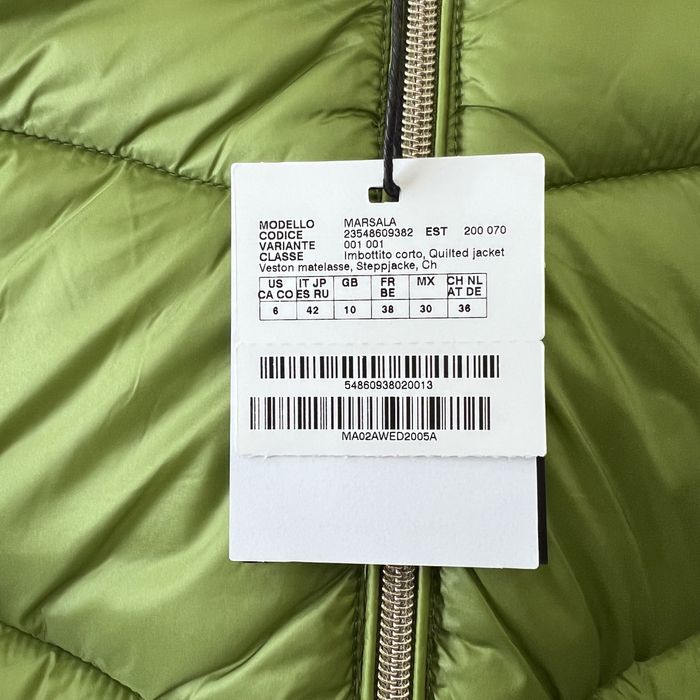 MODELLO MARSALA
CODICE 23548609382 EST 200 070
VARIANTE 001 001
CLASSE Imbottito corto, Quilted jacket
Veston matelasse, Steppjacke, Ch
US IT JP GB FR MX CH NL
CA CO ES RU BE AT DE
6 42 10 38 30 36
54860938020013
MA02AWED2005A